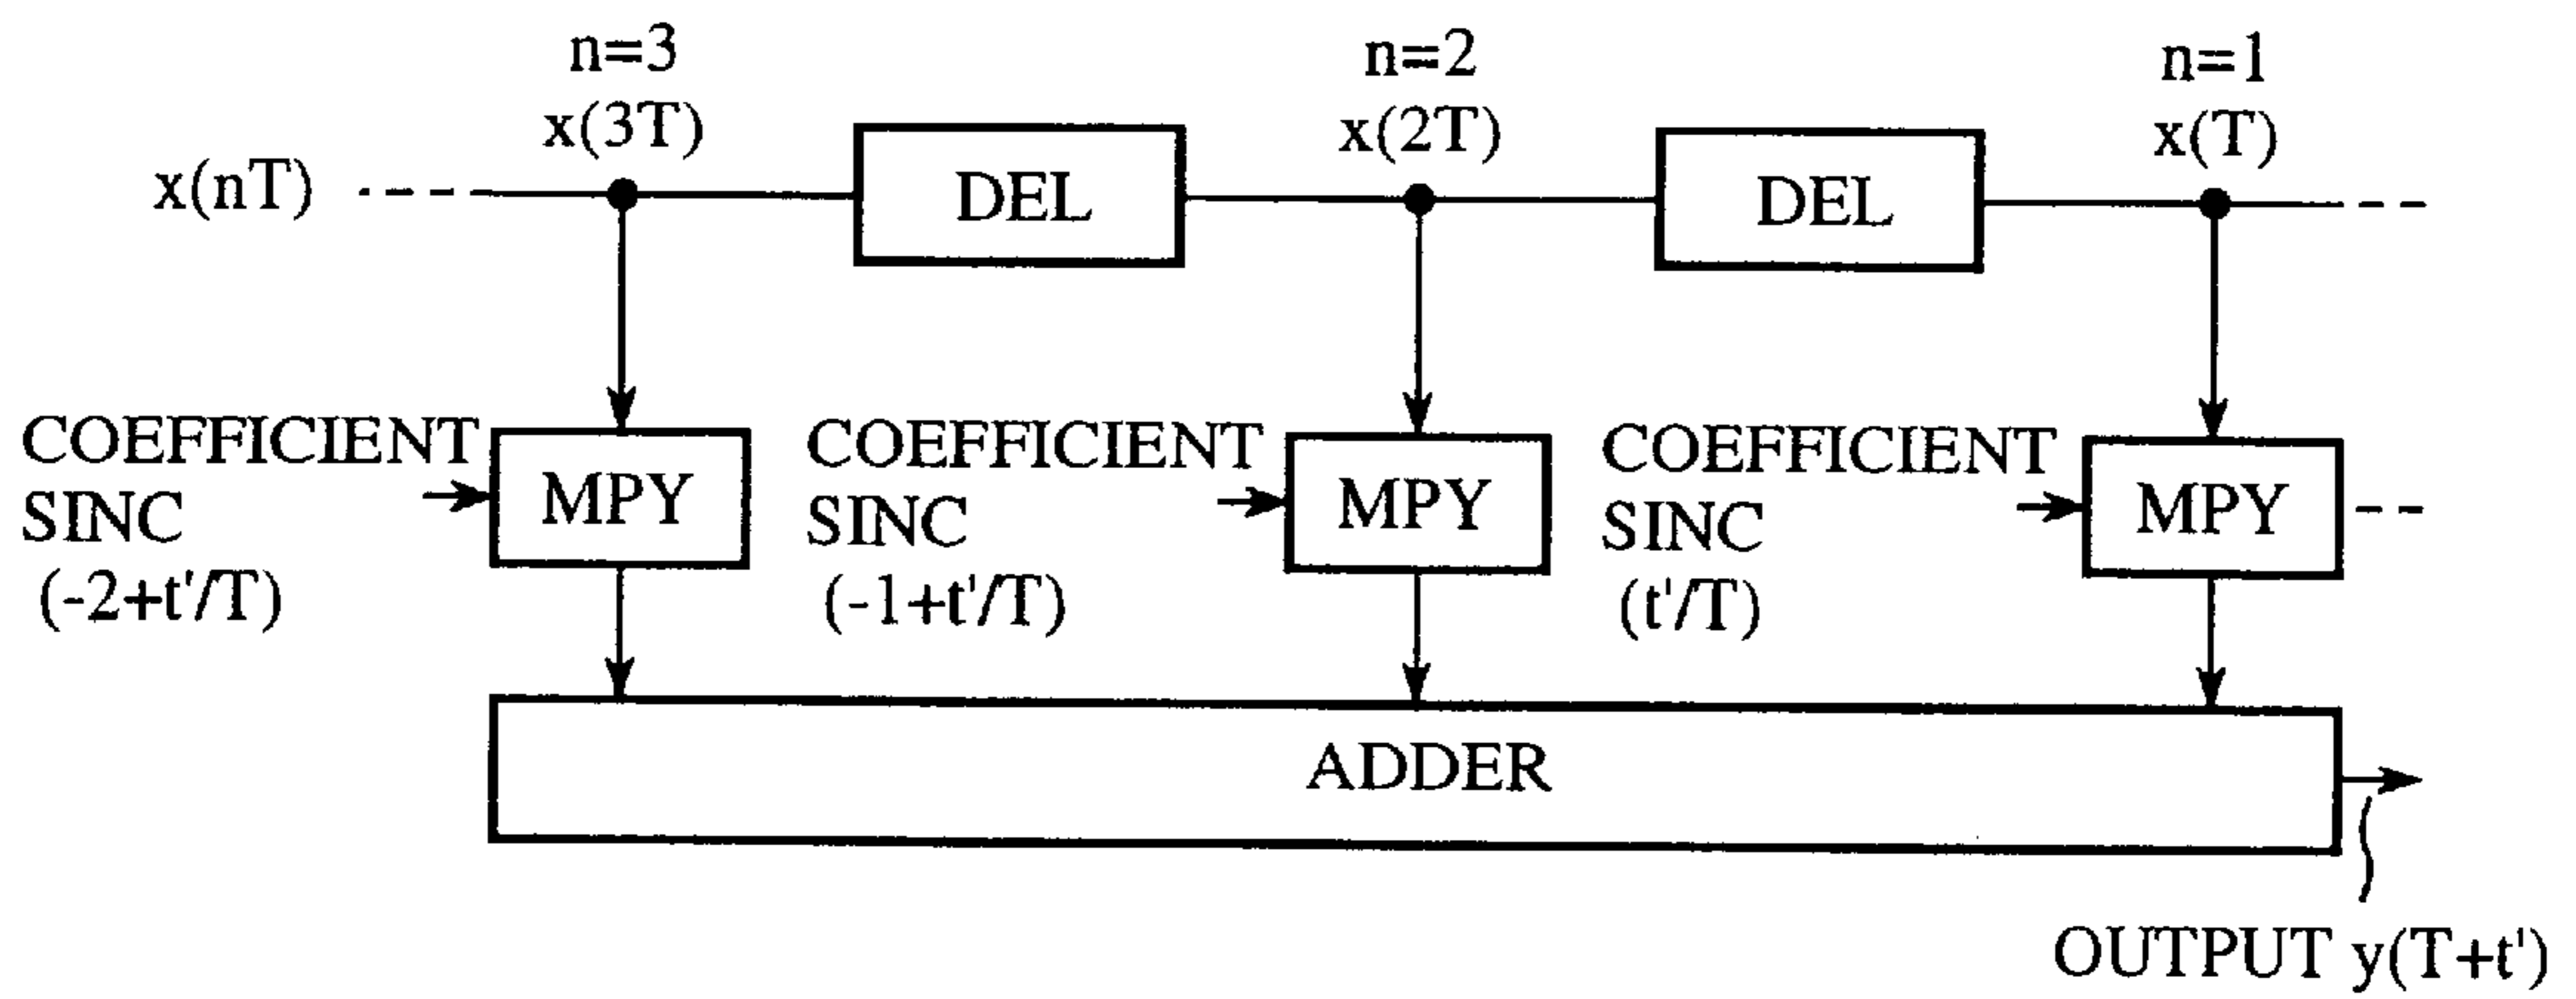 n=3
x(3T)
n=2
x(2T)
n=1
x(T)
x(nT)
DEL
DEL
COEFFICIENT
SINC
(-2+t'/T)
MPY
COEFFICIENT
SINC
(-1+t'/T)
MPY
COEFFICIENT
SINC
(t'/T)
MPY
ADDER
OUTPUT y(T+t')